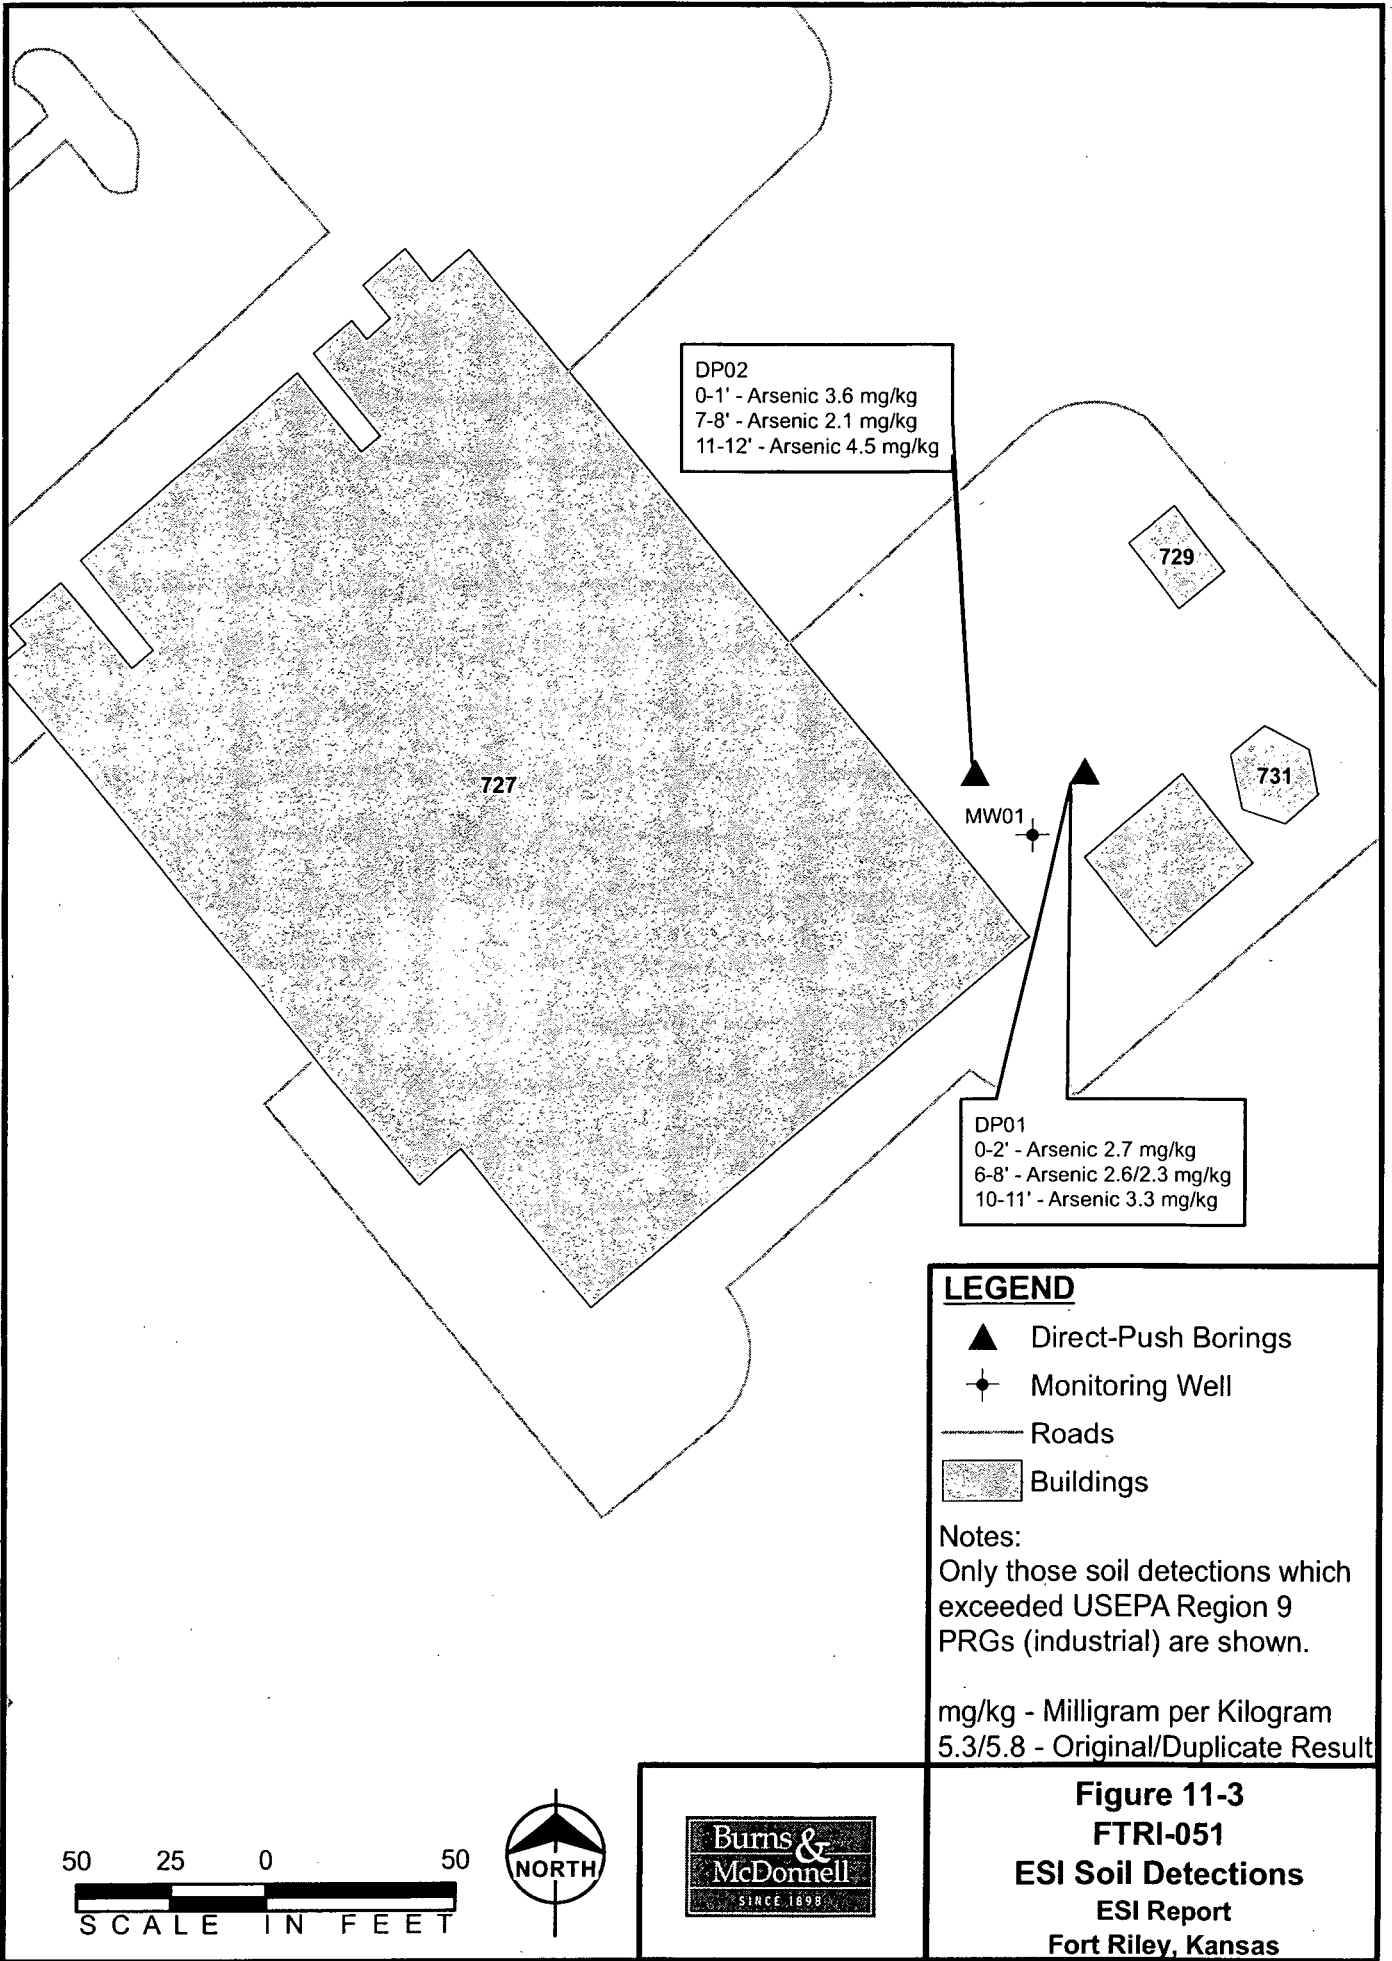 DP02
0-1' - Arsenic 3.6 mg/kg
7-8' - Arsenic 2.1 mg/kg
11-12' - Arsenic 4.5 mg/kg
729
727
731
MW01
DP01
0-2' - Arsenic 2.7 mg/kg
6-8' - Arsenic 2.6/2.3 mg/kg
10-11' - Arsenic 3.3 mg/kg
LEGEND
Direct-Push Borings
Monitoring Well
Roads
Buildings
Notes:
Only those soil detections which
exceeded USEPA Region 9
PRGs (industrial) are shown.
mg/kg - Milligram per Kilogram
5.3/5.8 - Original/Duplicate Result
50 25 0 50
SCALE IN FEET
NORTH
Burns &
McDonnell
SINCE 1898
Figure 11-3
FTRI-051
ESI Soil Detections
ESI Report
Fort Riley, Kansas